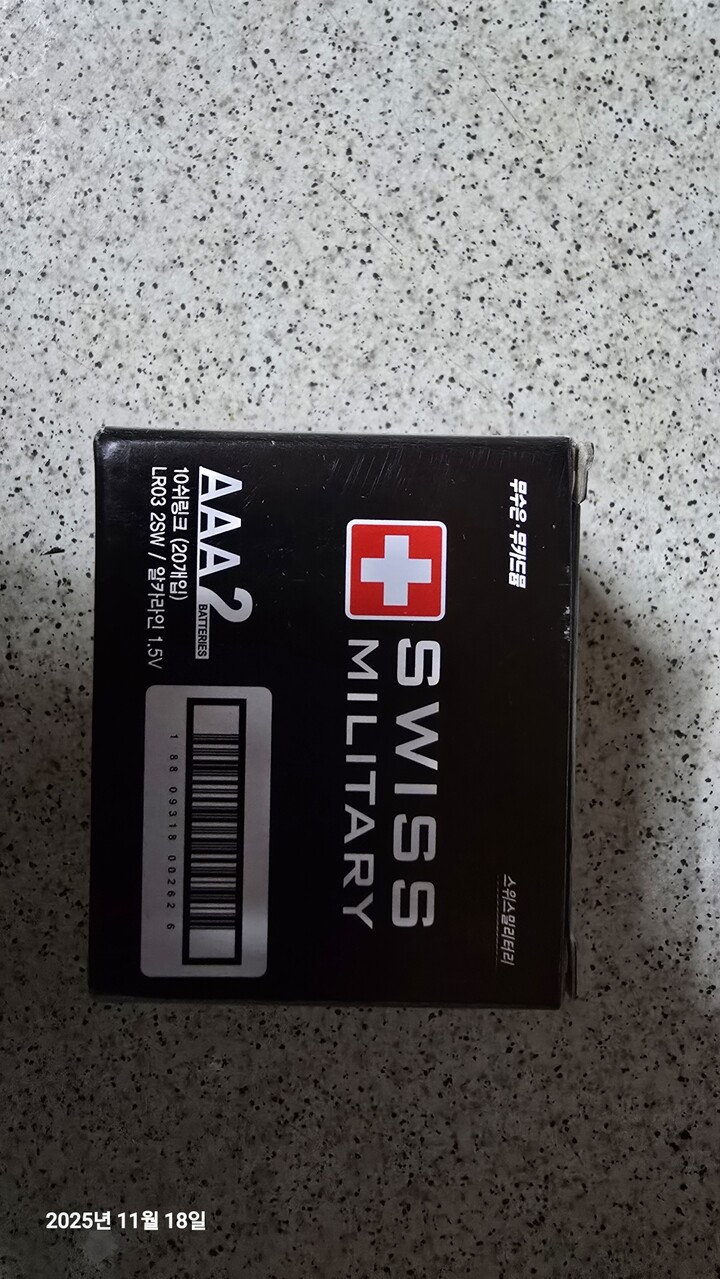 무수은·무카드뮴
스위스밀리터리
SWISS
MILITARY
AAA2
BATTERIES
10쉬링크 (20개입)
LR03 2SW / 알카라인 1.5V
1 88 09318 00262 6
2025년 11월 18일